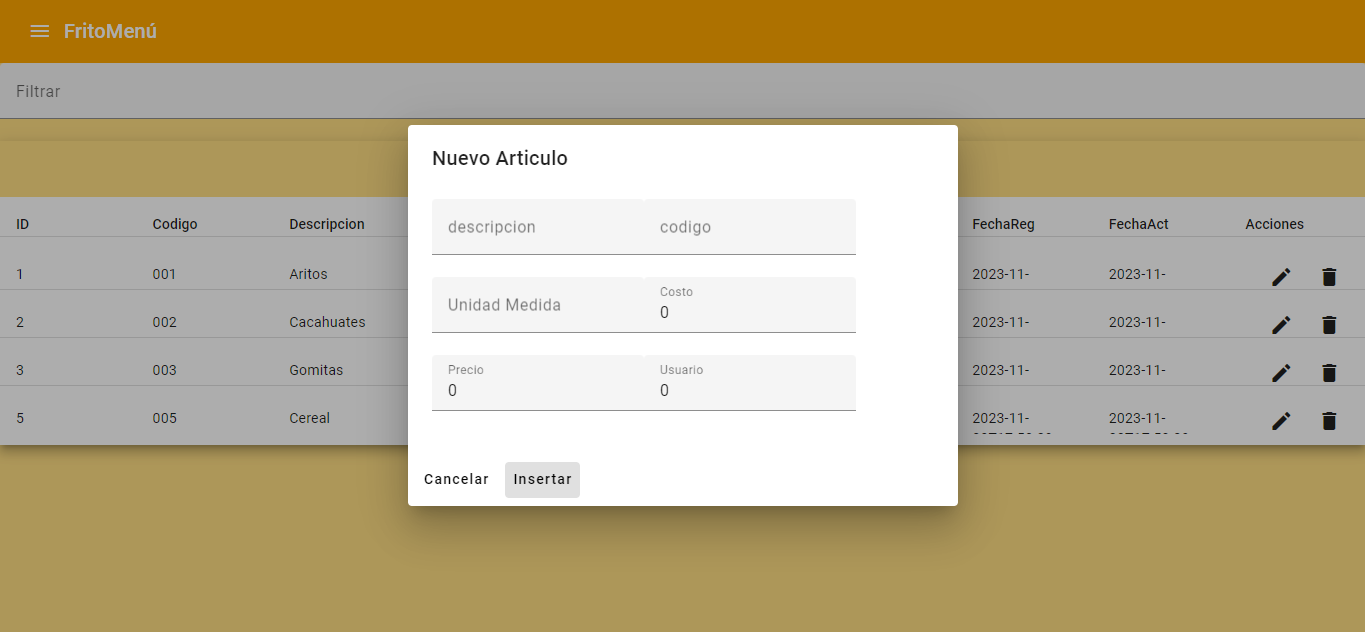 FritoMenú
Filtrar
Nuevo Articulo
descripcion codigo
Unidad Medida Costo 0
Precio 0 Usuario 0
Cancelar Insertar
ID Codigo Descripcion FechaReg FechaAct Acciones
1 001 Aritos 2023-11- 2023-11-
2 002 Cacahuates 2023-11- 2023-11-
3 003 Gomitas 2023-11- 2023-11-
5 005 Cereal 2023-11- 2023-11-